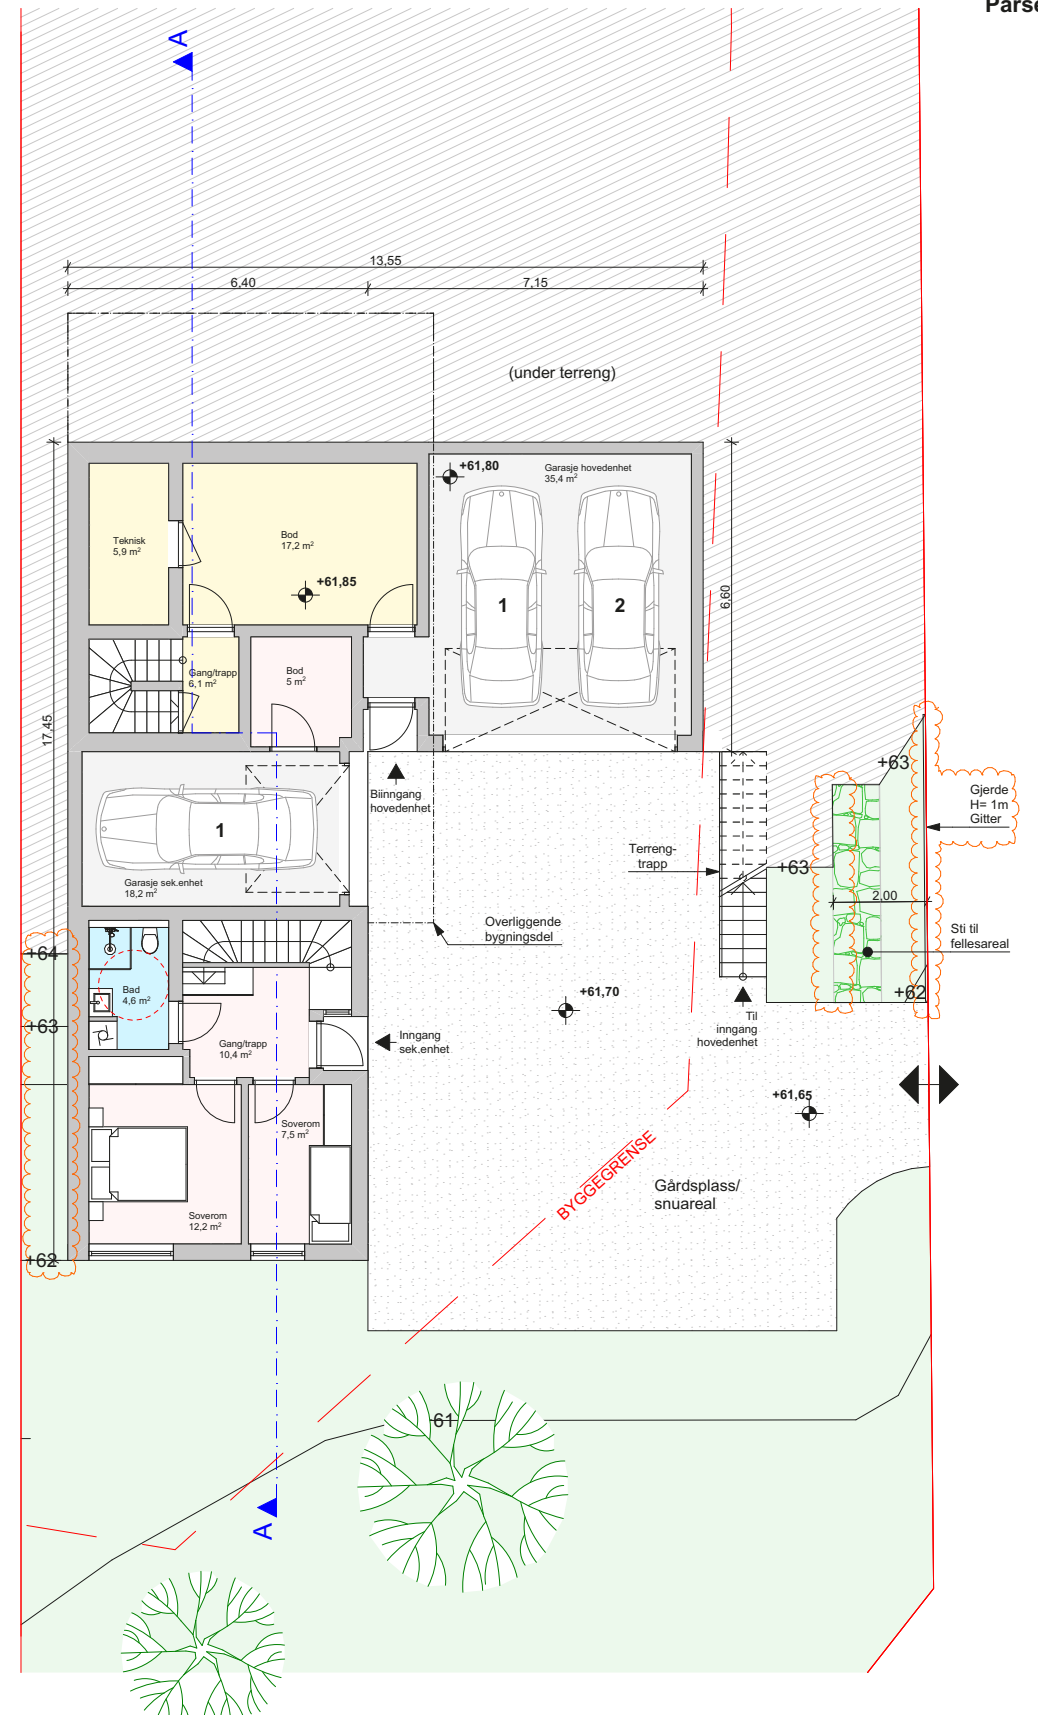 Parse
A
13,55
6,40
7,15
(under terreng)
+61,80
Garasje hovedenhet
35,4 m²
Teknisk
5,9 m²
Bod
17,2 m²
+61,85
1
2
6,60
Gang/trapp
6,1 m²
Bod
5 m²
17,45
+63
Biinngang
hovedenhet
Gjerde
H= 1m
Gitter
1
Terreng-
trapp
+63
Garasje sek.enhet
18,2 m²
2,00
Overliggende
bygningsdel
Sti til
fellesareal
+64
Bad
4,6 m²
+61,70
+62
+63
Gang/trapp
10,4 m²
Inngang
sek.enhet
Til
inngang
hovedenhet
+61,65
Soverom
7,5 m²
BYGGEGRENSE
Gårdsplass/
snuareal
Soverom
12,2 m²
+62
+61
A